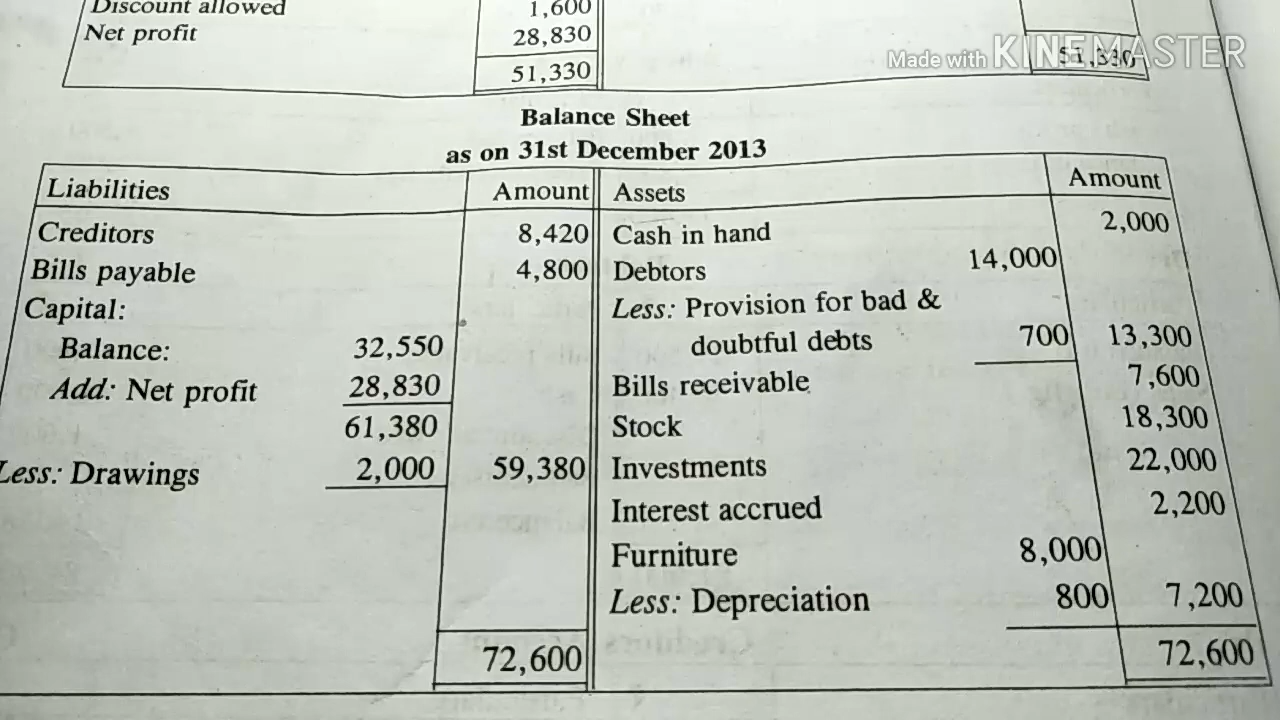 Discount allowed 1,600
Net profit 28,830
51,330 51,330
Made with KINEMASTER
Balance Sheet
as on 31st December 2013
Liabilities Amount Assets Amount
Creditors 8,420 Cash in hand 2,000
Bills payable 4,800 Debtors 14,000
Capital: Less: Provision for bad &
Balance: 32,550 doubtful debts 700 13,300
Add: Net profit 28,830 Bills receivable 7,600
61,380 Stock 18,300
Less: Drawings 2,000 59,380 Investments 22,000
Interest accrued 2,200
Furniture 8,000
Less: Depreciation 800 7,200
72,600 72,600